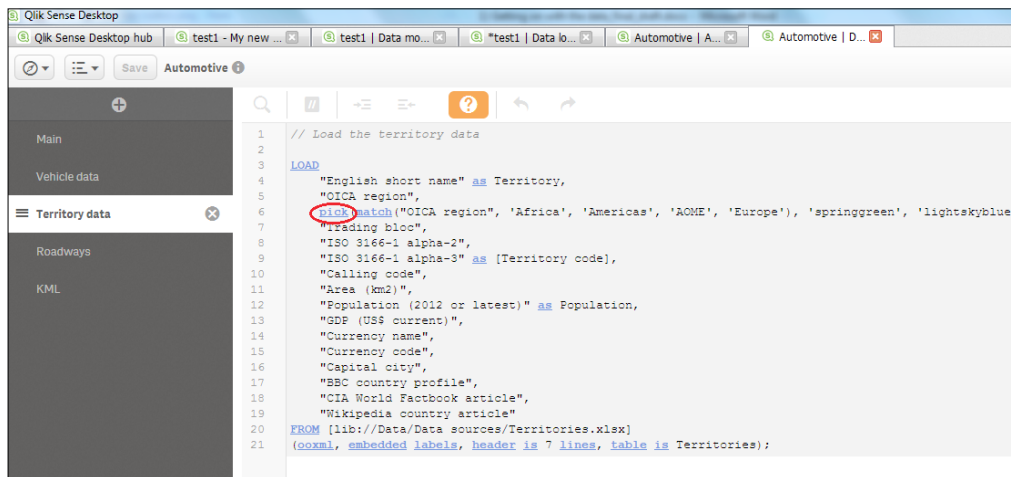 Qlik Sense Desktop
Qlik Sense Desktop hub
test1 - My new ...
test1 | Data mo...
*test1 | Data lo...
Automotive | A...
Automotive | D...
Save
Automotive
Main
Vehicle data
Territory data
Roadways
KML
1 // Load the territory data
2
3 LOAD
4 "English short name" as Territory,
5 "OICA region",
6 pick(match("OICA region", 'Africa', 'Americas', 'AOME', 'Europe'), 'springgreen', 'lightskyblue
7 "Trading bloc",
8 "ISO 3166-1 alpha-2",
9 "ISO 3166-1 alpha-3" as [Territory code],
10 "Calling code",
11 "Area (km2)",
12 "Population (2012 or latest)" as Population,
13 "GDP (US$ current)",
14 "Currency name",
15 "Currency code",
16 "Capital city",
17 "BBC country profile",
18 "CIA World Factbook article",
19 "Wikipedia country article"
20 FROM [lib://Data/Data sources/Territories.xlsx]
21 (ooxml, embedded labels, header is 7 lines, table is Territories);